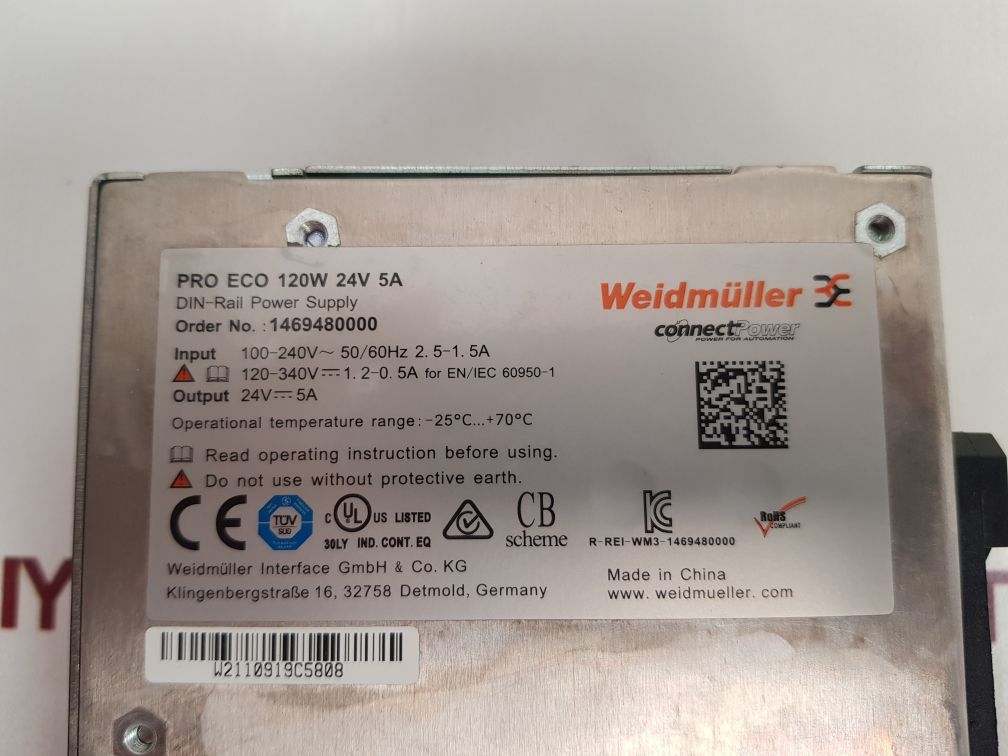 PRO ECO 120W 24V 5A
DIN-Rail Power Supply
Order No. : 1469480000
Weidmüller
connectPower
POWER FOR AUTOMATION
Input 100-240V~ 50/60Hz 2.5-1.5A
120-340V⎓1.2-0.5A for EN/IEC 60950-1
Output 24V⎓5A
Operational temperature range: -25°C...+70°C
Read operating instruction before using.
Do not use without protective earth.
CE
TÜV
SÜD
C UL US LISTED
30LY IND. CONT. EQ
CB
scheme
R-REI-WM3-1469480000
RoHS
COMPLIANT
Weidmüller Interface GmbH & Co. KG
Klingenbergstraße 16, 32758 Detmold, Germany
Made in China
www. weidmueller. com
W2110919C5808